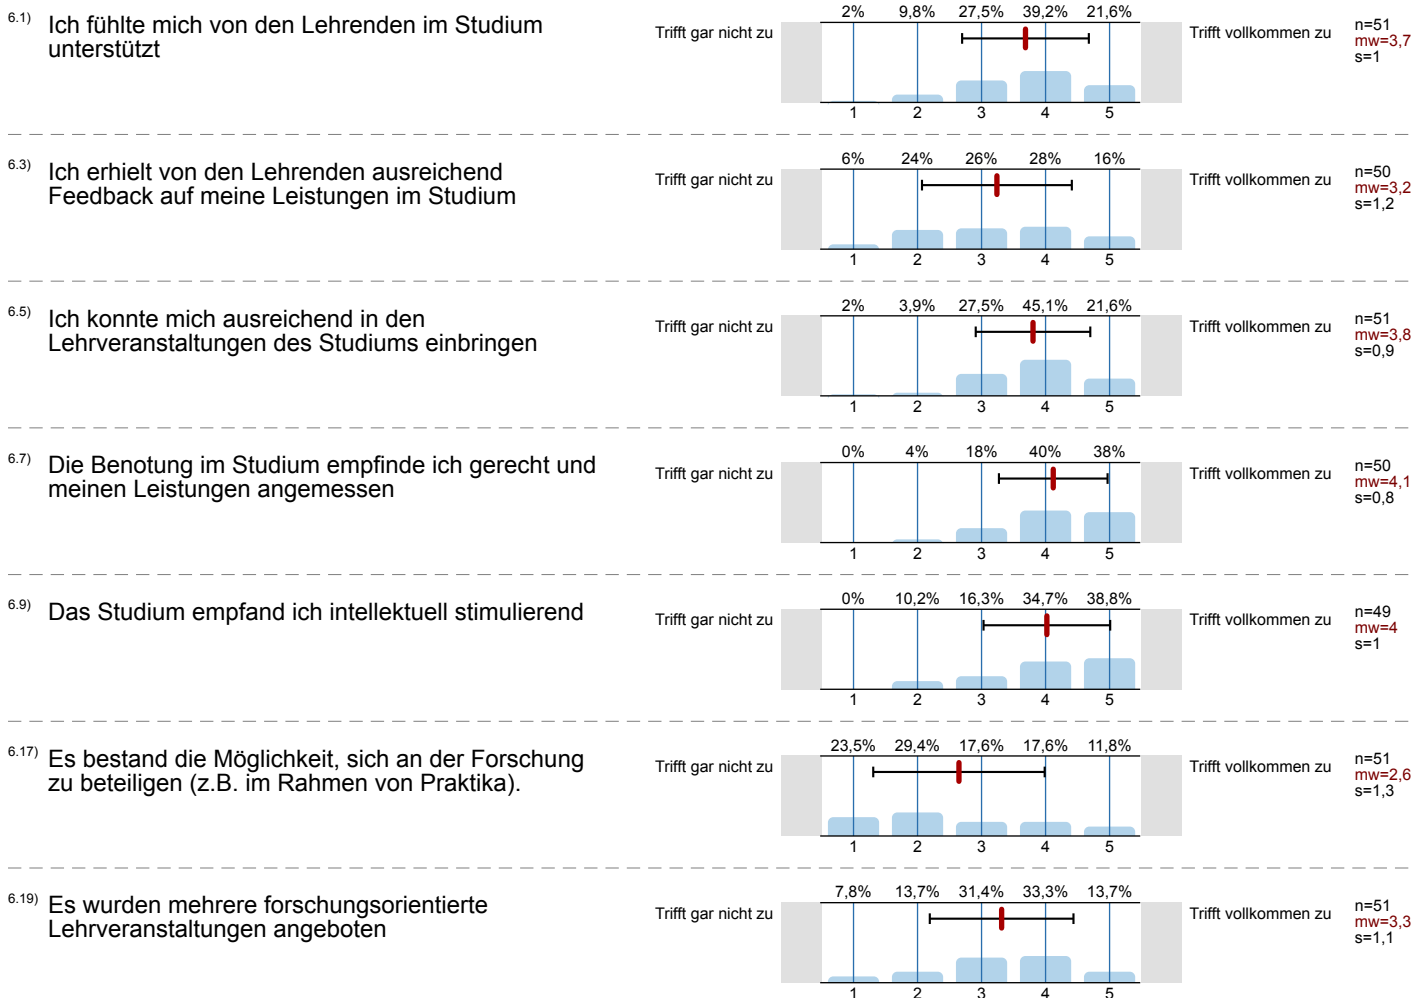 6.1) Ich fühlte mich von den Lehrenden im Studium
unterstützt
Trifft gar nicht zu
2% 9,8% 27,5% 39,2% 21,6%
1 2 3 4 5
Trifft vollkommen zu
n=51
mw=3,7
s=1
6.3) Ich erhielt von den Lehrenden ausreichend
Feedback auf meine Leistungen im Studium
Trifft gar nicht zu
6% 24% 26% 28% 16%
1 2 3 4 5
Trifft vollkommen zu
n=50
mw=3,2
s=1,2
6.5) Ich konnte mich ausreichend in den
Lehrveranstaltungen des Studiums einbringen
Trifft gar nicht zu
2% 3,9% 27,5% 45,1% 21,6%
1 2 3 4 5
Trifft vollkommen zu
n=51
mw=3,8
s=0,9
6.7) Die Benotung im Studium empfinde ich gerecht und
meinen Leistungen angemessen
Trifft gar nicht zu
0% 4% 18% 40% 38%
1 2 3 4 5
Trifft vollkommen zu
n=50
mw=4,1
s=0,8
6.9) Das Studium empfand ich intellektuell stimulierend
Trifft gar nicht zu
0% 10,2% 16,3% 34,7% 38,8%
1 2 3 4 5
Trifft vollkommen zu
n=49
mw=4
s=1
6.17) Es bestand die Möglichkeit, sich an der Forschung
zu beteiligen (z.B. im Rahmen von Praktika).
Trifft gar nicht zu
23,5% 29,4% 17,6% 17,6% 11,8%
1 2 3 4 5
Trifft vollkommen zu
n=51
mw=2,6
s=1,3
6.19) Es wurden mehrere forschungsorientierte
Lehrveranstaltungen angeboten
Trifft gar nicht zu
7,8% 13,7% 31,4% 33,3% 13,7%
1 2 3 4 5
Trifft vollkommen zu
n=51
mw=3,3
s=1,1